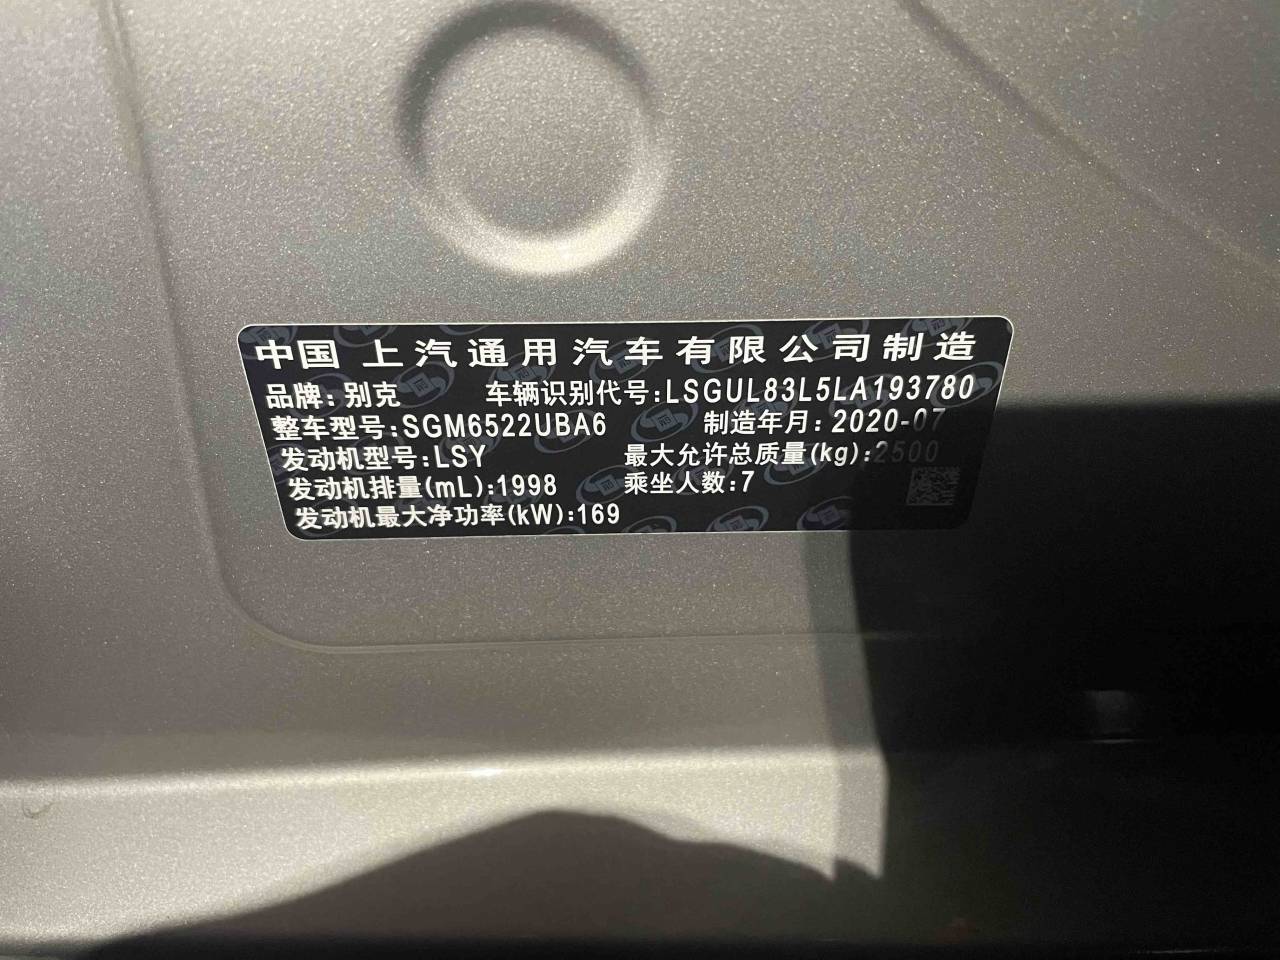 中国 上汽通用汽车有限公司制造
品牌：别克 车辆识别代号：LSGUL83L5LA193780
整车型号：SGM6522UBA6 制造年月：2020-07
发动机型号：LSY 最大允许总质量(kg)：2500
发动机排量(mL)：1998 乘坐人数：7
发动机最大净功率(kW)：169